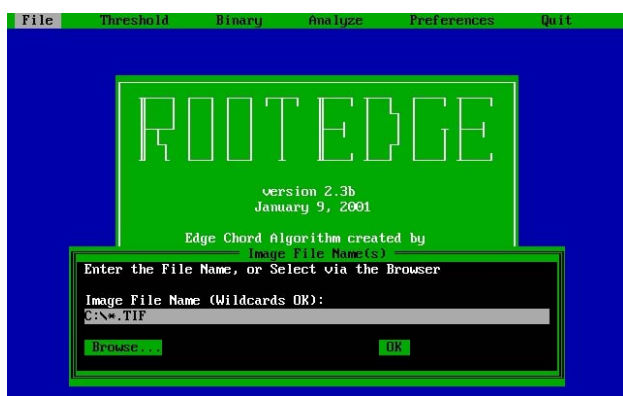 File Threshold Binary Analyze Preferences Quit
ROOTEDGE
version 2.3b
January 9, 2001
Edge Chord Algorithm created by
Image File Name(s)
Enter the File Name, or Select via the Browser
Image File Name (Wildcards OK):
C:\*.TIF
Browse... OK